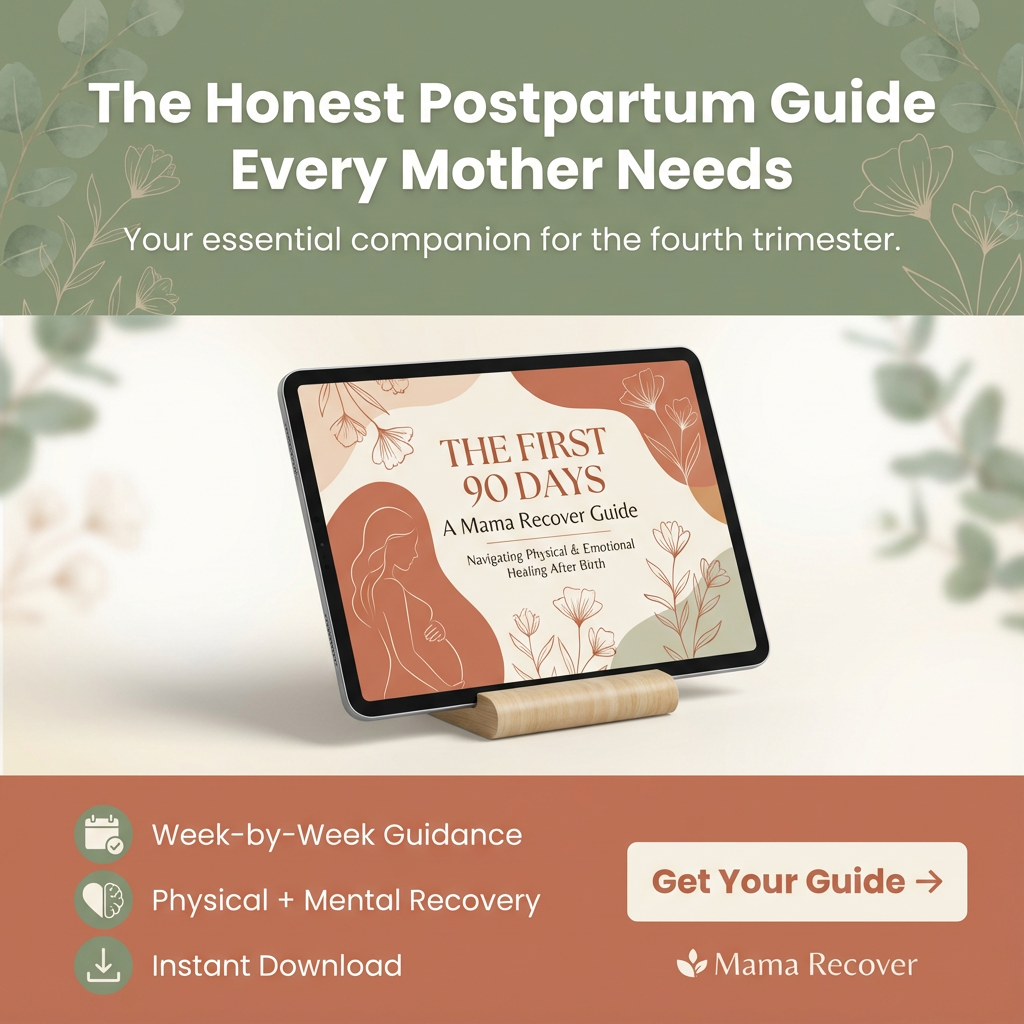 The Honest Postpartum Guide
Every Mother Needs
Your essential companion for the fourth trimester.
THE FIRST
90 DAYS
A Mama Recover Guide
Navigating Physical & Emotional
Healing After Birth
Week-by-Week Guidance
Physical + Mental Recovery
Instant Download
Get Your Guide →
Mama Recover